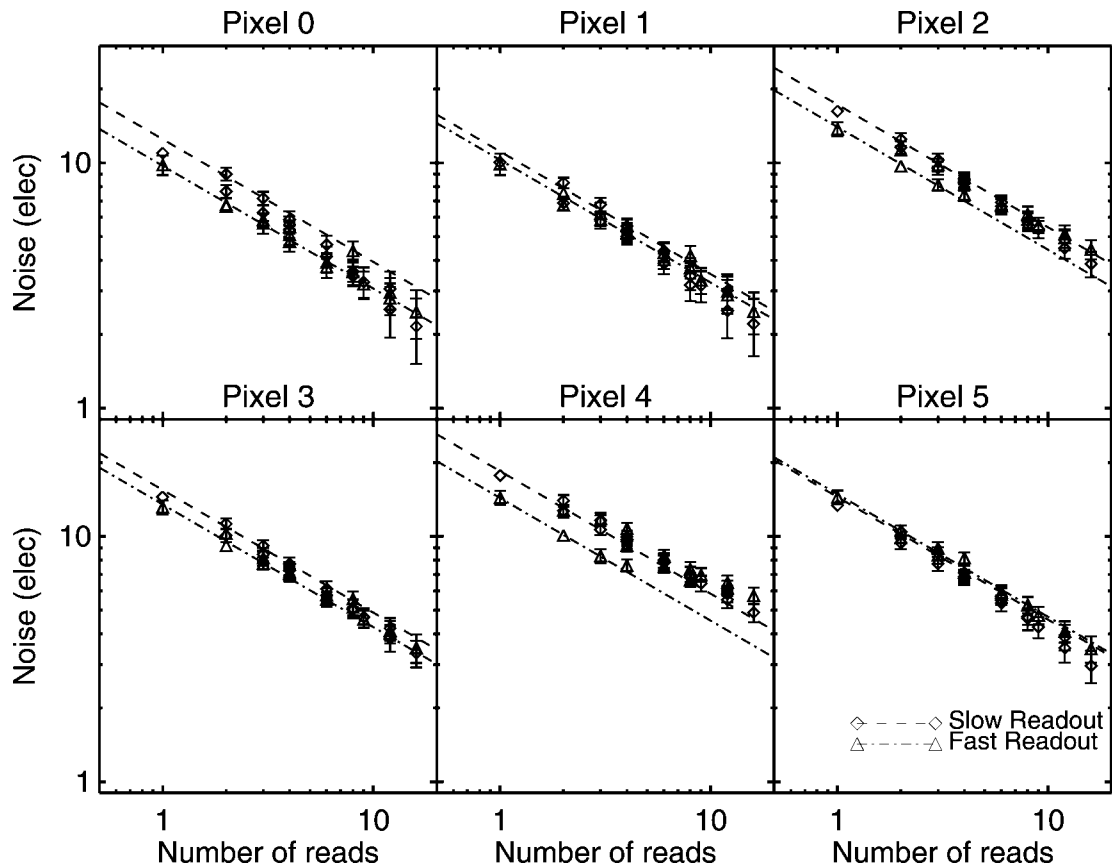 Pixel 0
Pixel 1
Pixel 2
Noise (elec)
10
1
Pixel 3
Pixel 4
Pixel 5
Noise (elec)
10
1
Slow Readout
Fast Readout
1 10
1 10
1 10
Number of reads
Number of reads
Number of reads